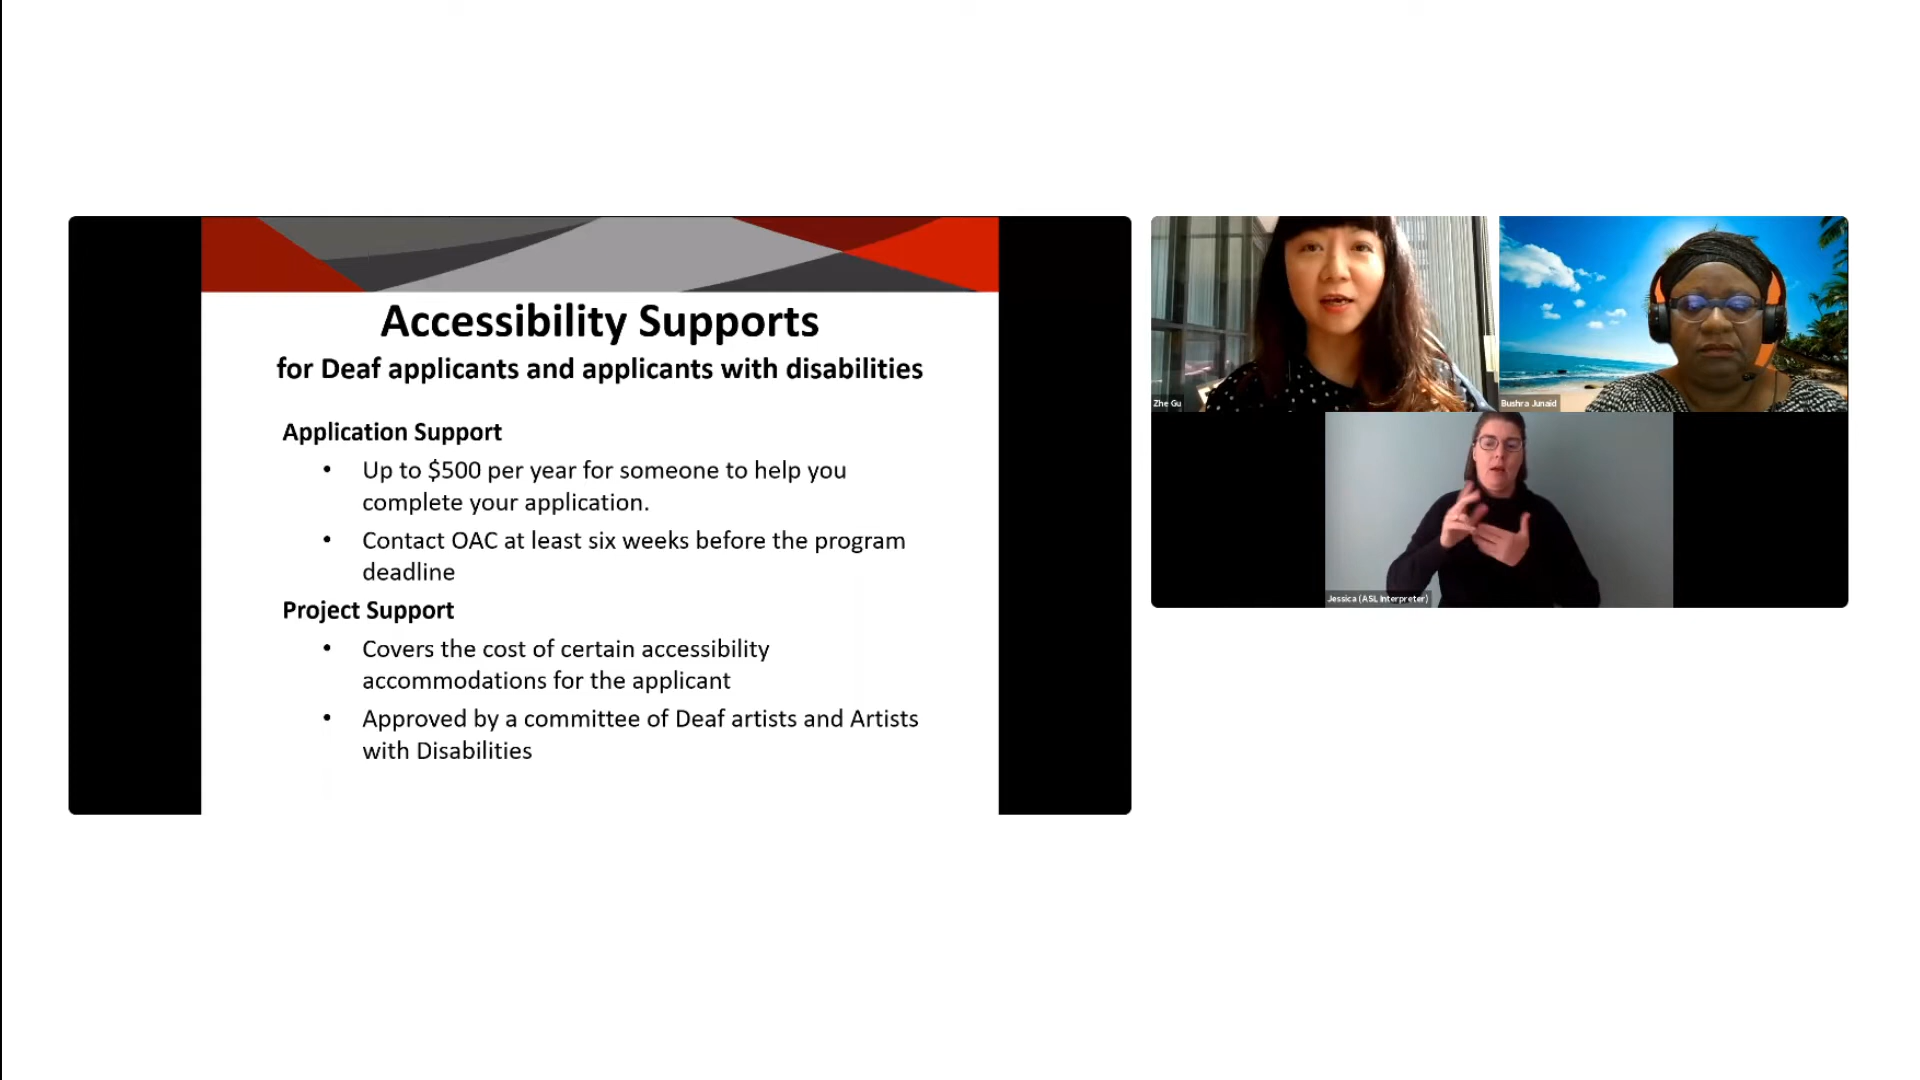 Accessibility Supports
for Deaf applicants and applicants with disabilities
Application Support
• Up to $500 per year for someone to help you
complete your application.
• Contact OAC at least six weeks before the program
deadline
Project Support
• Covers the cost of certain accessibility
accommodations for the applicant
• Approved by a committee of Deaf artists and Artists
with Disabilities
Zhe Gu
Bushra Junaid
Jessica (ASL Interpreter)